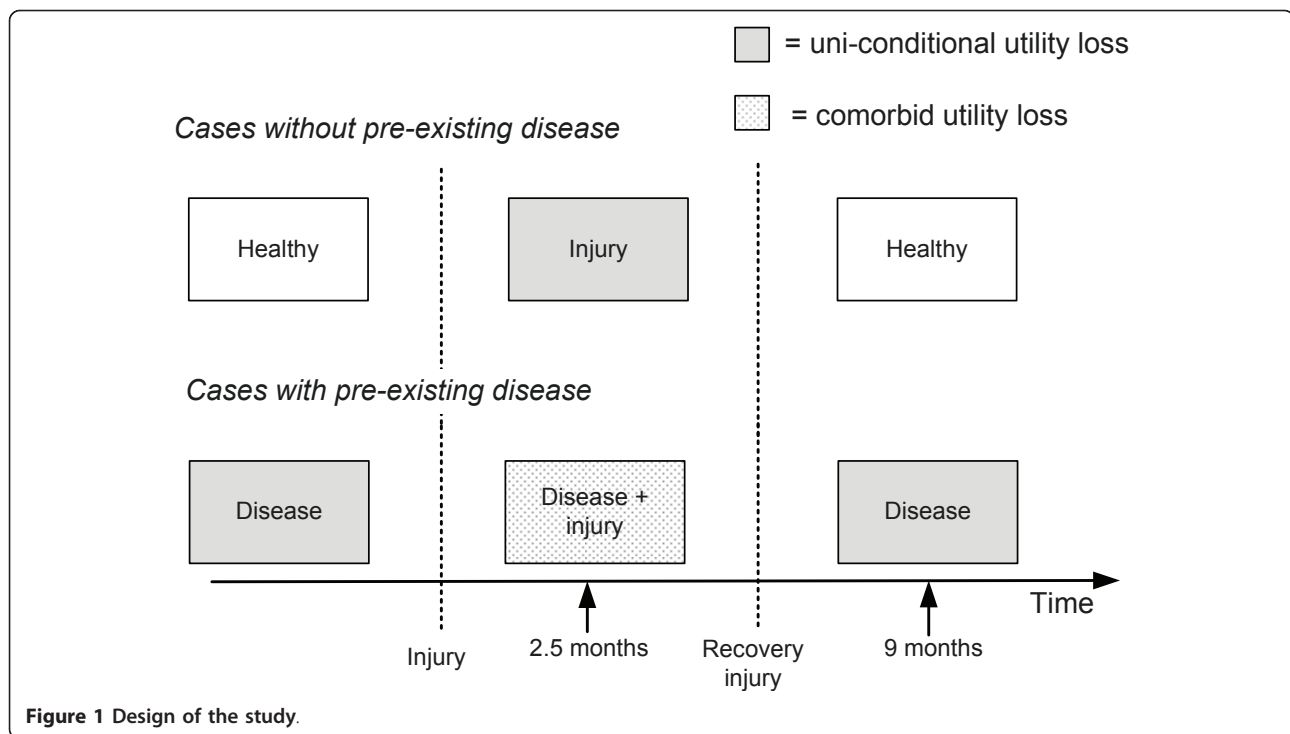 = uni-conditional utility loss
= comorbid utility loss
Cases without pre-existing disease
Healthy
Injury
Healthy
Cases with pre-existing disease
Disease
Disease +
injury
Disease
Time
Injury
2.5 months
Recovery
injury
9 months
Figure 1 Design of the study.